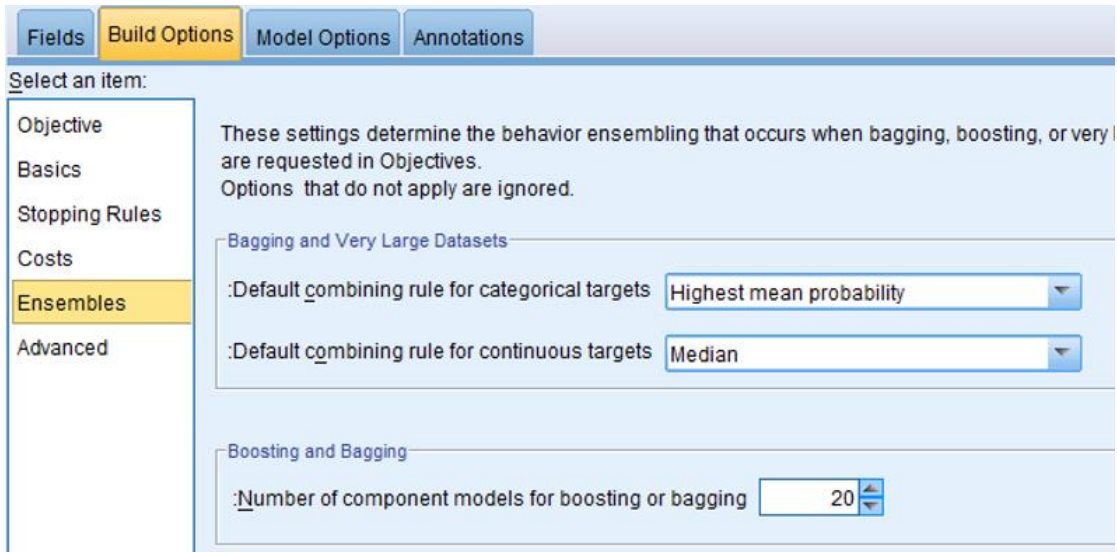 Fields Build Options Model Options Annotations
Select an item:
Objective
Basics
Stopping Rules
Costs
Ensembles
Advanced
These settings determine the behavior ensembling that occurs when bagging, boosting, or very
are requested in Objectives.
Options that do not apply are ignored.
Bagging and Very Large Datasets
:Default combining rule for categorical targets Highest mean probability
:Default combining rule for continuous targets Median
Boosting and Bagging
:Number of component models for boosting or bagging 20